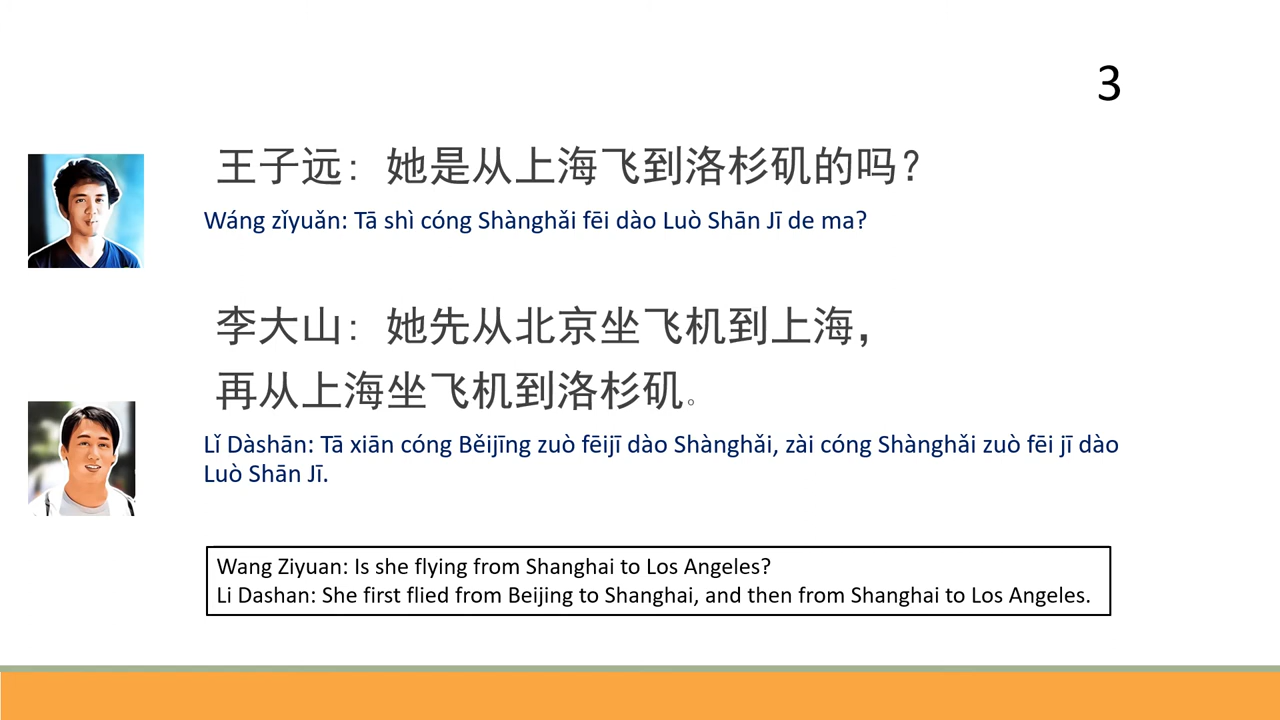 3
王子远：她是从上海飞到洛杉矶的吗？
Wáng zǐyuǎn: Tā shì cóng Shànghǎi fēi dào Luò Shān Jī de ma?
李大山：她先从北京坐飞机到上海，
再从上海坐飞机到洛杉矶。
Lǐ Dàshān: Tā xiān cóng Běijīng zuò fēijī dào Shànghǎi, zài cóng Shànghǎi zuò fēi jī dào
Luò Shān Jī.
Wang Ziyuan: Is she flying from Shanghai to Los Angeles?
Li Dashan: She first flied from Beijing to Shanghai, and then from Shanghai to Los Angeles.